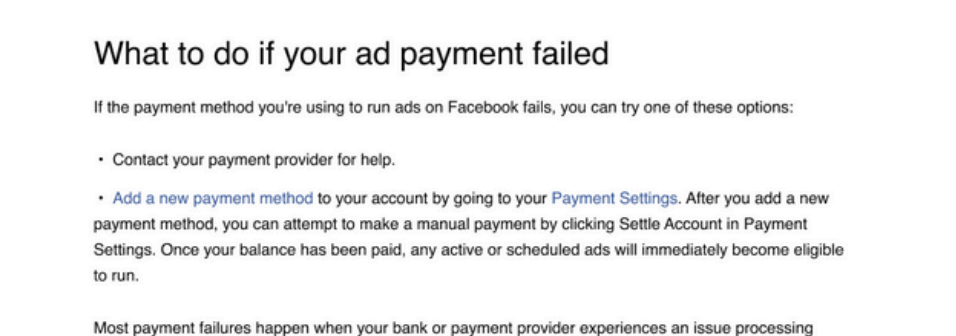 What to do if your ad payment failed
If the payment method you're using to run ads on Facebook fails, you can try one of these options:
• Contact your payment provider for help.
• Add a new payment method to your account by going to your Payment Settings. After you add a new
payment method, you can attempt to make a manual payment by clicking Settle Account in Payment
Settings. Once your balance has been paid, any active or scheduled ads will immediately become eligible
to run.
Most payment failures happen when your bank or payment provider experiences an issue processing